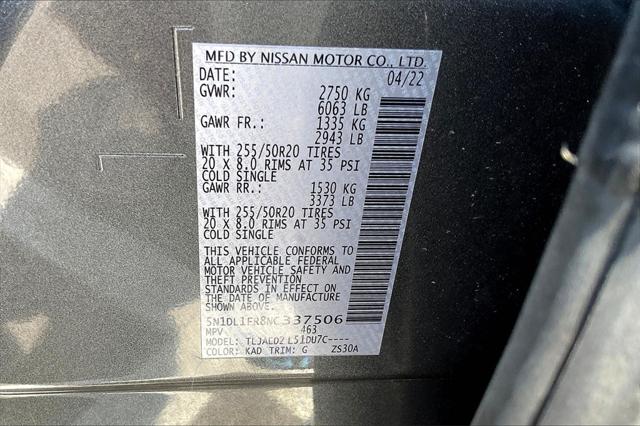 MFD BY NISSAN MOTOR CO., LTD.
DATE: 04/22
GVWR: 2750 KG
6063 LB
GAWR FR.: 1335 KG
2943 LB
WITH 255/50R20 TIRES
20 X 8.0 RIMS AT 35 PSI
COLD SINGLE
GAWR RR.: 1530 KG
3373 LB
WITH 255/50R20 TIRES
20 X 8.0 RIMS AT 35 PSI
COLD SINGLE
THIS VEHICLE CONFORMS TO
ALL APPLICABLE FEDERAL
MOTOR VEHICLE SAFETY AND
THEFT PREVENTION
STANDARDS IN EFFECT ON
THE DATE OF MANUFACTURE
SHOWN ABOVE.
5N1DL1FR8NC337506
MPV 463
MODEL:
COLOR: KAD TRIM: G ZS30A